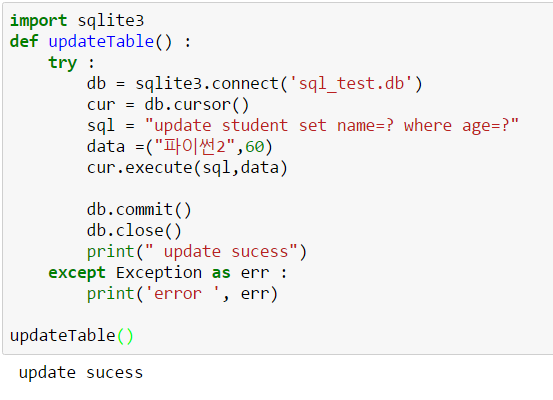 import sqlite3
def updateTable() :
    try :
        db = sqlite3.connect('sql_test.db')
        cur = db.cursor()
        sql = "update student set name=? where age=?"
        data =("파이썬2",60)
        cur.execute(sql,data)

        db.commit()
        db.close()
        print(" update sucess")
    except Exception as err :
        print('error ', err)

updateTable()
 update sucess